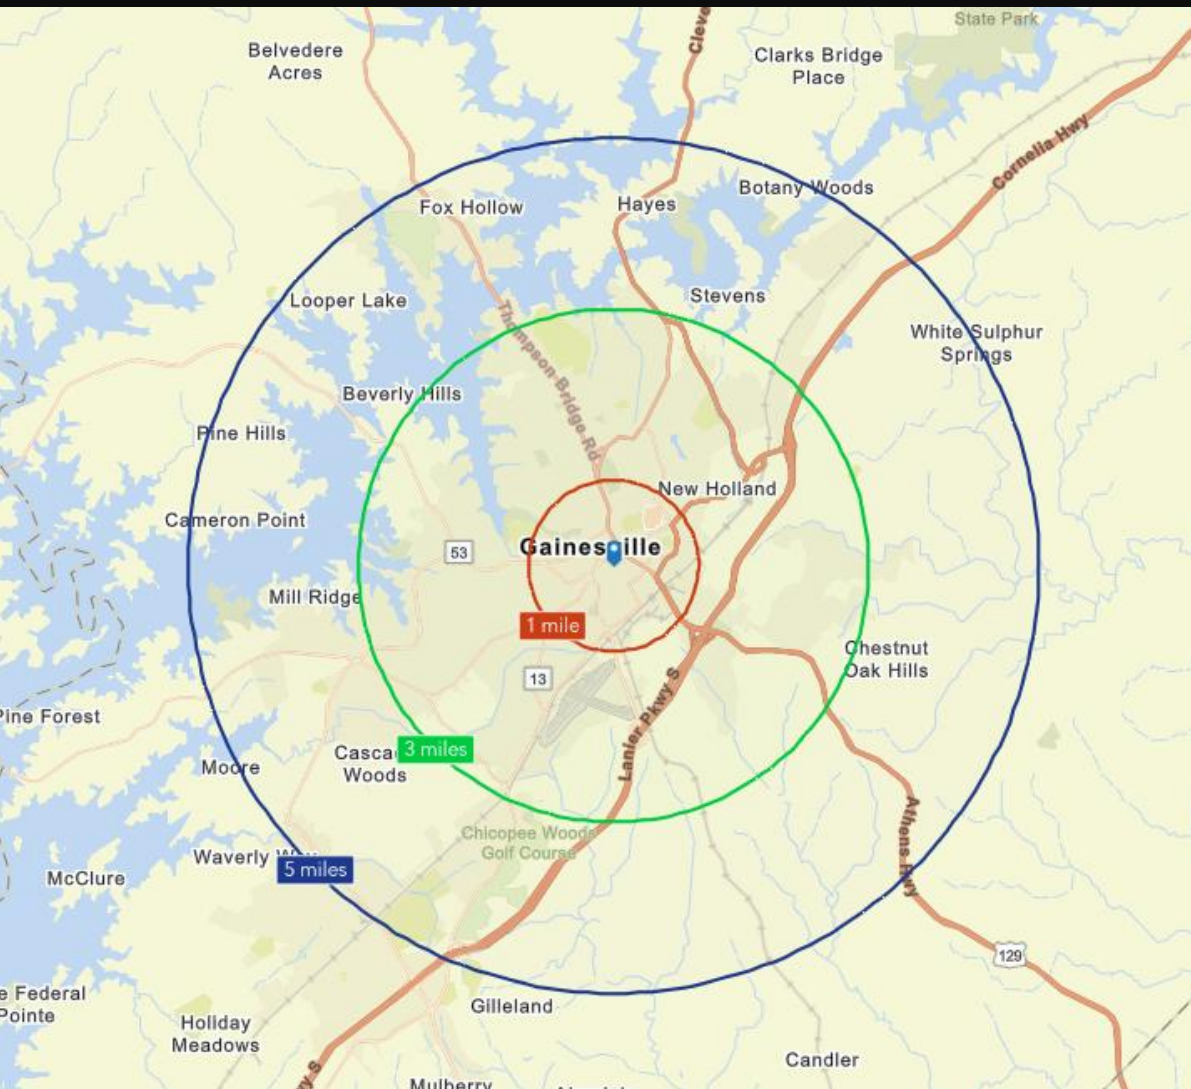 State Park
Cleve
Belvedere
Acres
Clarks Bridge
Place
Cornelia Hwy
Botany Woods
Fox Hollow
Hayes
Looper Lake
Stevens
Thompson Bridge Rd
White Sulphur
Springs
Beverly Hills
Pine Hills
New Holland
Cameron Point
Gainesville
53
Mill Ridge
1 mile
Chestnut
Oak Hills
13
Lanier Pkwy S
Pine Forest
3 miles
Casca
Woods
Moore
Athens Hwy
Chicopee Woods
Golf Course
Waverly
5 miles
McClure
129
e Federal
Pointe
Gilleland
Holiday
Meadows
Candler
y S
Mulberry